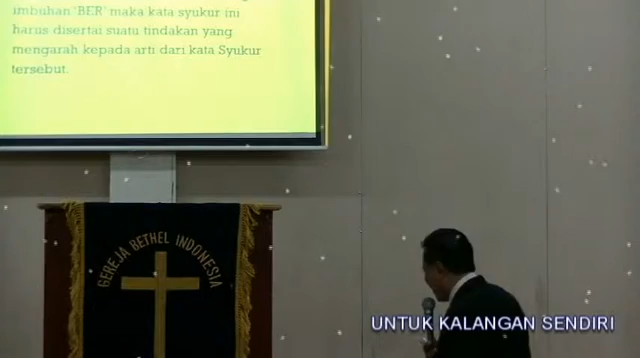 imbuhan 'BER' maka kata syukur ini
harus disertai suatu tindakan yang
mengarah kepada arti dari kata Syukur
tersebut.
GEREJA BETHEL INDONESIA
UNTUK KALANGAN SENDIRI